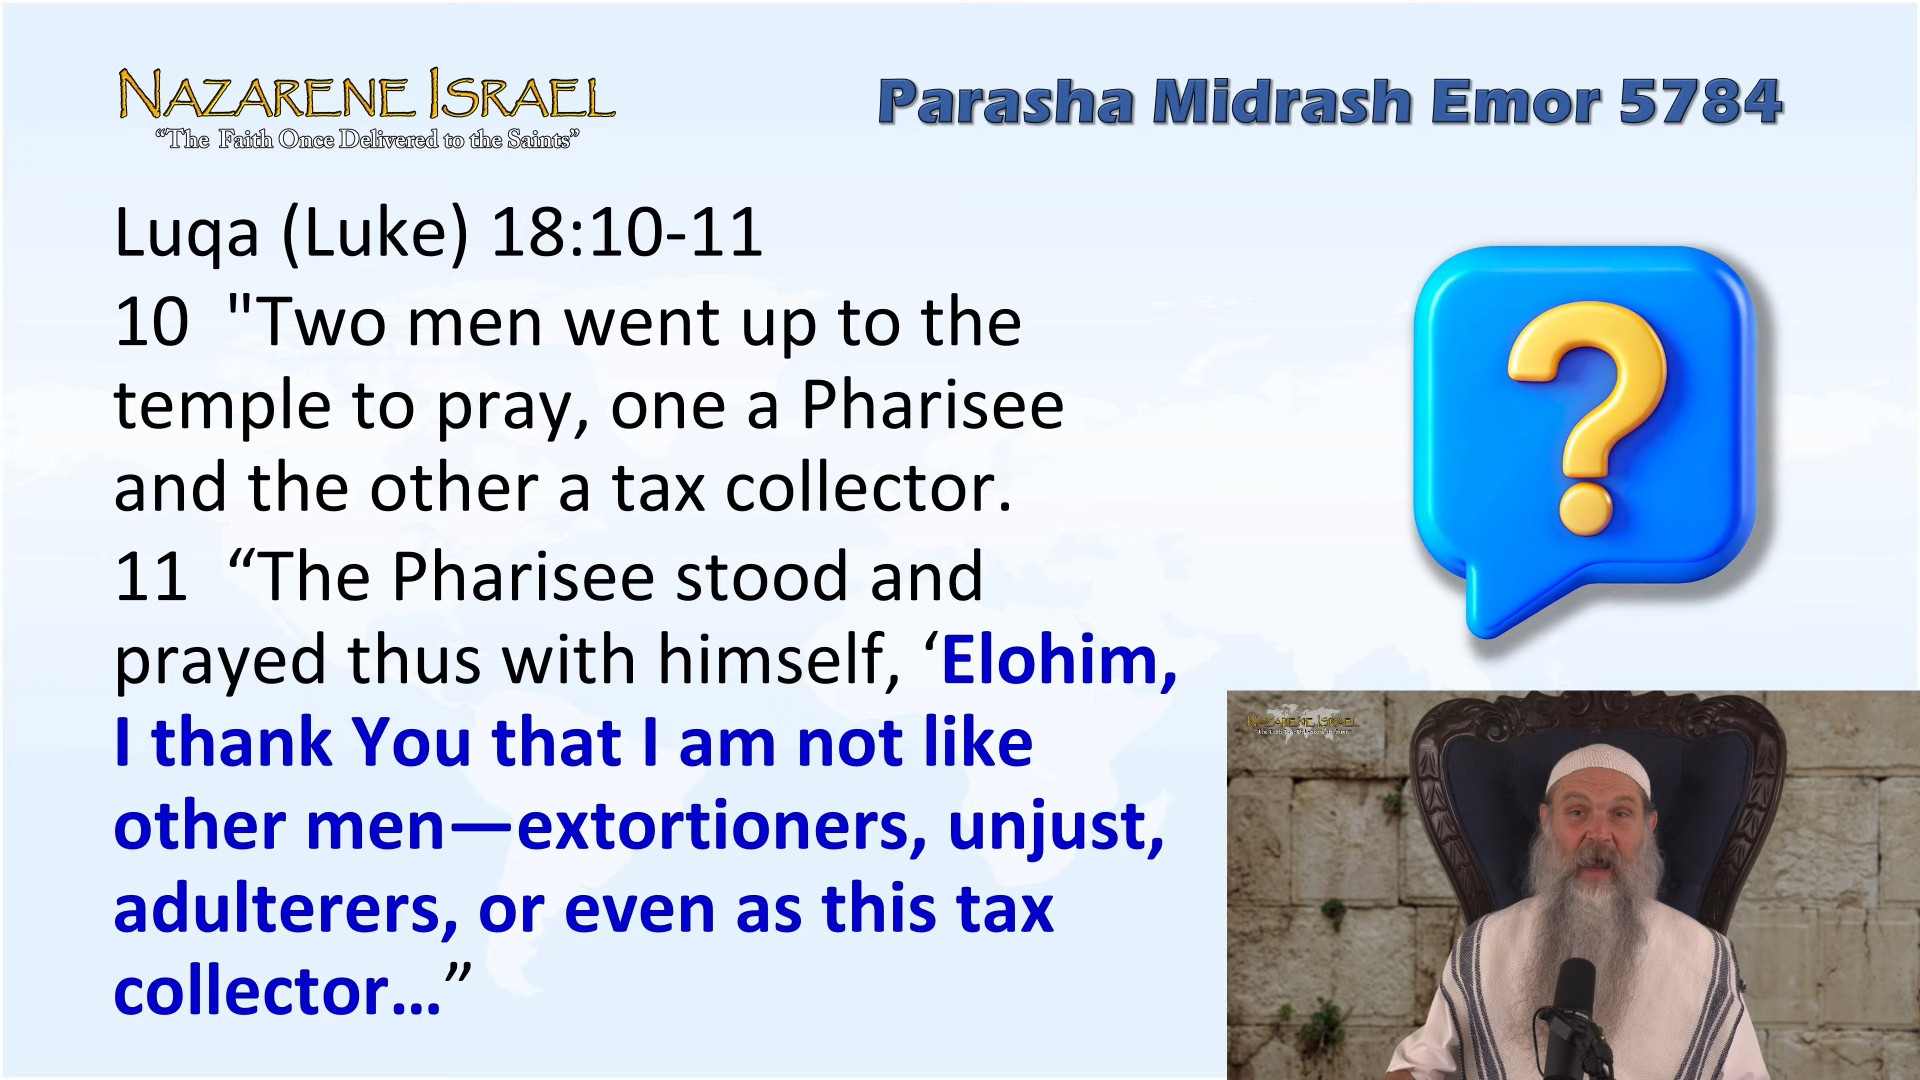 NAZARENE ISRAEL
“The Faith Once Delivered to the Saints”
Parasha Midrash Emor 5784
Luqa (Luke) 18:10-11
10 "Two men went up to the
temple to pray, one a Pharisee
and the other a tax collector.
11 “The Pharisee stood and
prayed thus with himself, ‘Elohim,
I thank You that I am not like
other men—extortioners, unjust,
adulterers, or even as this tax
collector…”
?
NAZARENE ISRAEL